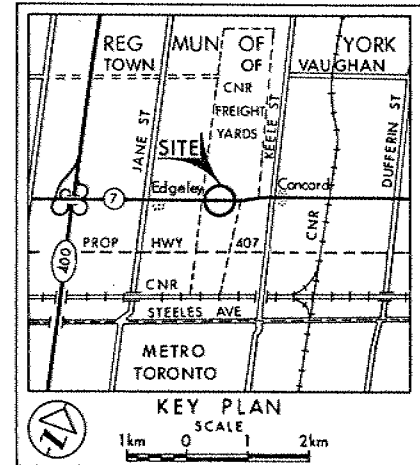 REG MUN OF YORK
TOWN OF VAUGHAN
CNR
FREIGHT
YARDS
JANE ST
KEELE ST
DUFFERIN ST
SITE
Edgeley
Concord
7
CNR
400
PROP HWY 407
CNR
STEELES AVE
METRO
TORONTO
KEY PLAN
SCALE
1km 0 1 2km